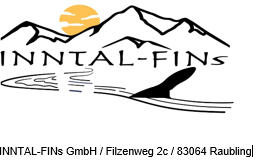 INNTAL-FINs
INNTAL-FINs GmbH / Filzenweg 2c / 83064 Raubling